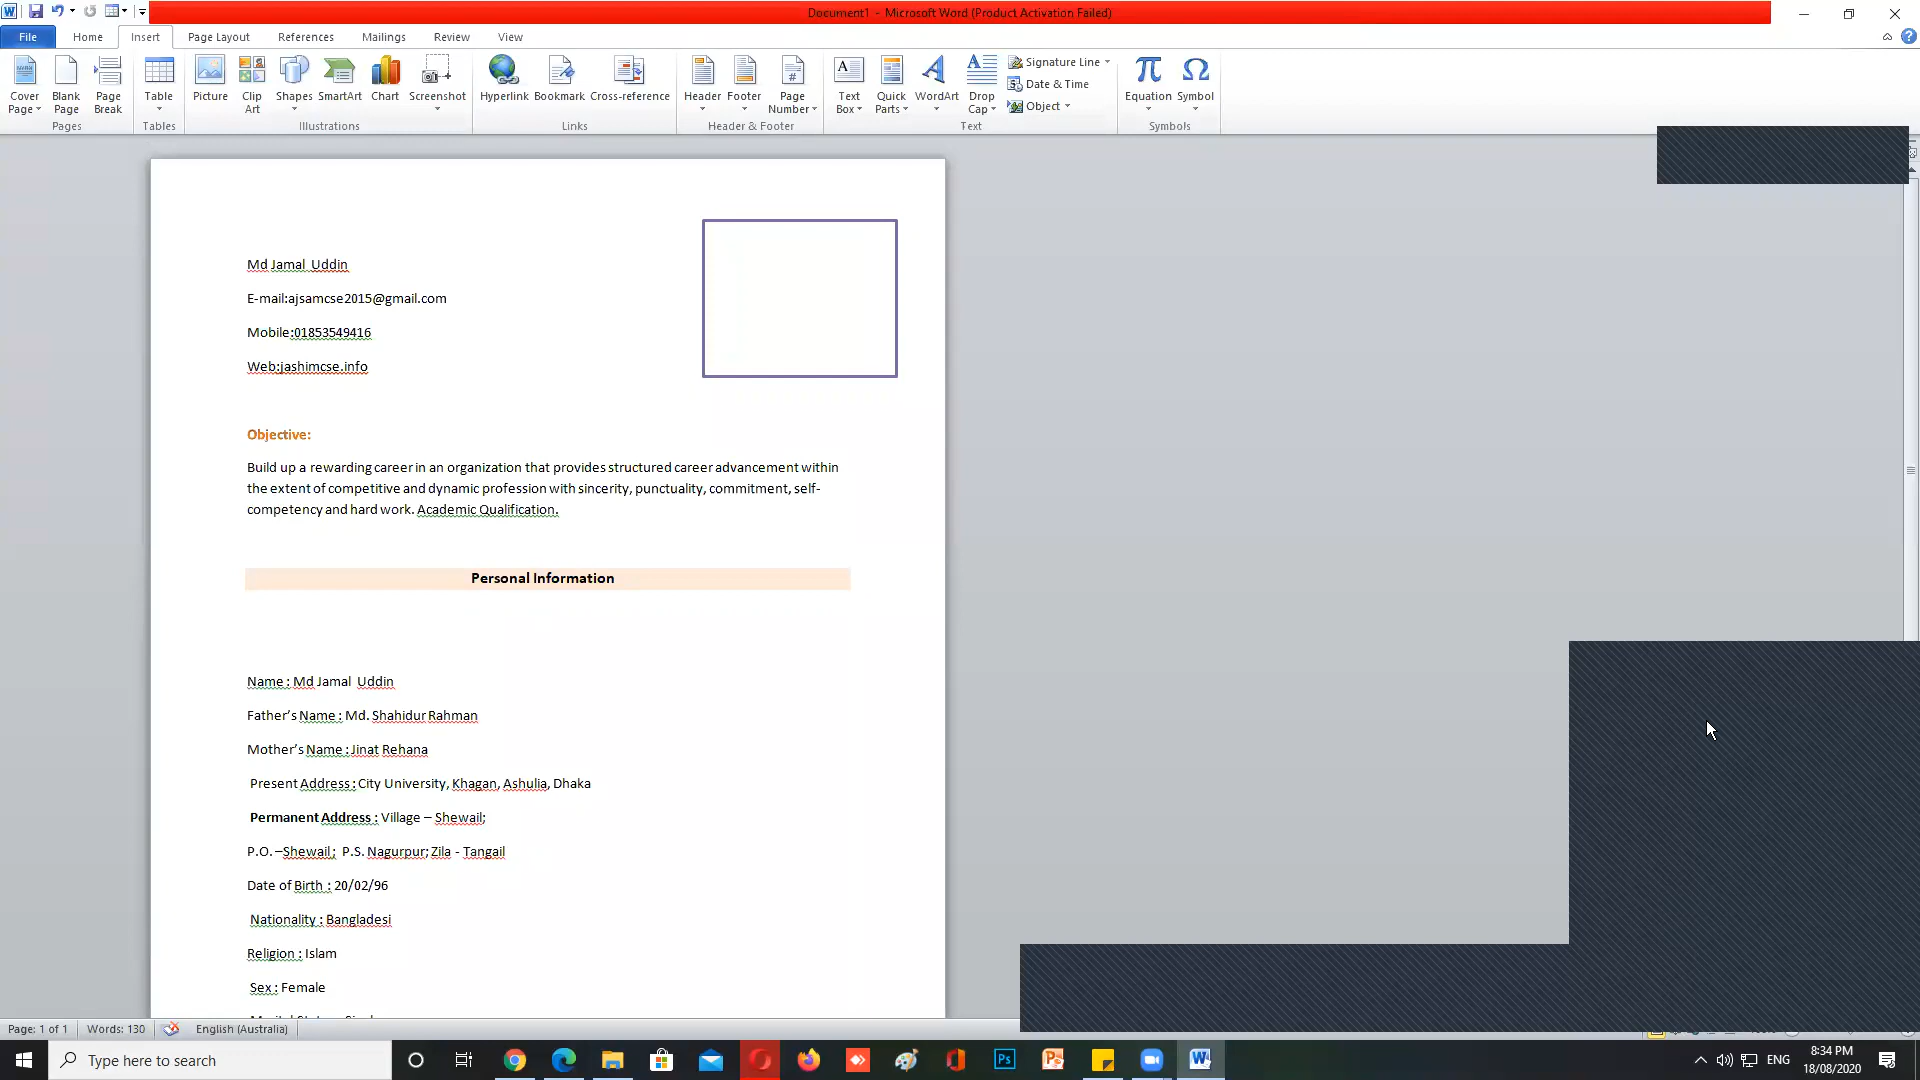 Document1 - Microsoft Word (Product Activation Failed)
File Home Insert Page Layout References Mailings Review View
Cover Page
Blank Page
Page Break
Table
Picture
Clip Art
Shapes
SmartArt
Chart
Screenshot
Hyperlink
Bookmark
Cross-reference
Header
Footer
Page Number
Text Box
Quick Parts
WordArt
Drop Cap
Signature Line
Date & Time
Object
Equation
Symbol
Pages Tables Illustrations Links Header & Footer Text Symbols
Md Jamal Uddin
E-mail:ajsamcse2015@gmail.com
Mobile:01853549416
Web:jashimcse.info
Objective:
Build up a rewarding career in an organization that provides structured career advancement within
the extent of competitive and dynamic profession with sincerity, punctuality, commitment, self-
competency and hard work. Academic Qualification.
Personal Information
Name : Md Jamal Uddin
Father’s Name : Md. Shahidur Rahman
Mother’s Name :Jinat Rehana
Present Address : City University, Khagan, Ashulia, Dhaka
Permanent Address : Village – Shewail;
P.O. –Shewail; P.S. Nagurpur; Zila - Tangail
Date of Birth : 20/02/96
Nationality : Bangladesi
Religion : Islam
Sex : Female
Page: 1 of 1 Words: 130 English (Australia)
Type here to search
ENG
8:34 PM
18/08/2020